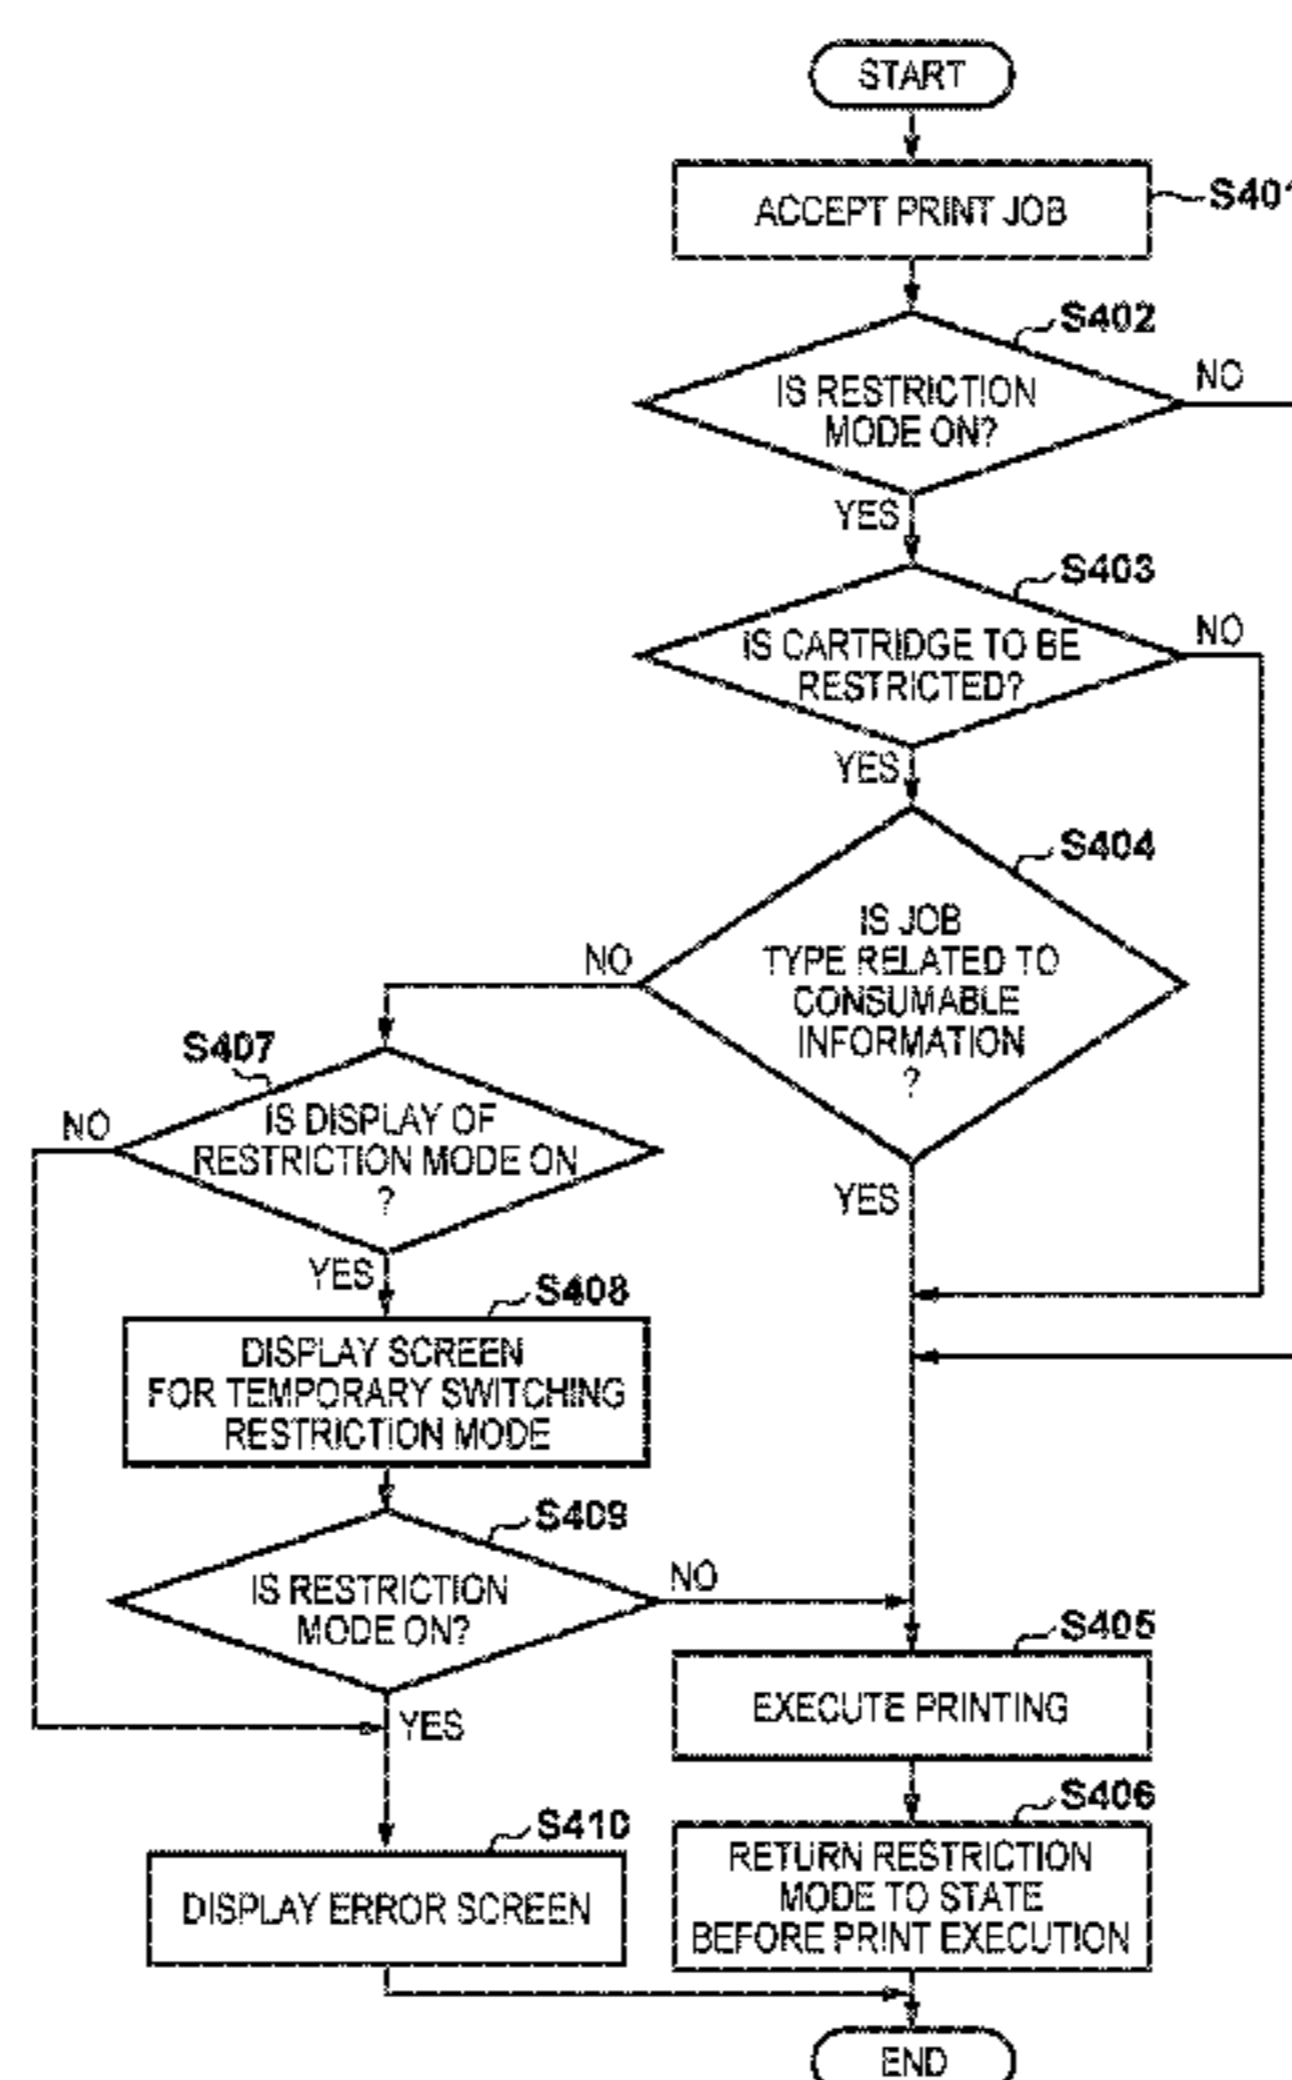 START
ACCEPT PRINT JOB
S401
S402
IS RESTRICTION
MODE ON?
NO
YES
S403
IS CARTRIDGE TO BE
RESTRICTED?
NO
YES
S404
IS JOB
TYPE RELATED TO
CONSUMABLE
INFORMATION
?
NO
YES
S407
IS DISPLAY OF
RESTRICTION MODE ON
?
NO
YES
S408
DISPLAY SCREEN
FOR TEMPORARY SWITCHING
RESTRICTION MODE
S409
IS RESTRICTION
MODE ON?
NO
YES
S405
EXECUTE PRINTING
S406
RETURN RESTRICTION
MODE TO STATE
BEFORE PRINT EXECUTION
S410
DISPLAY ERROR SCREEN
END